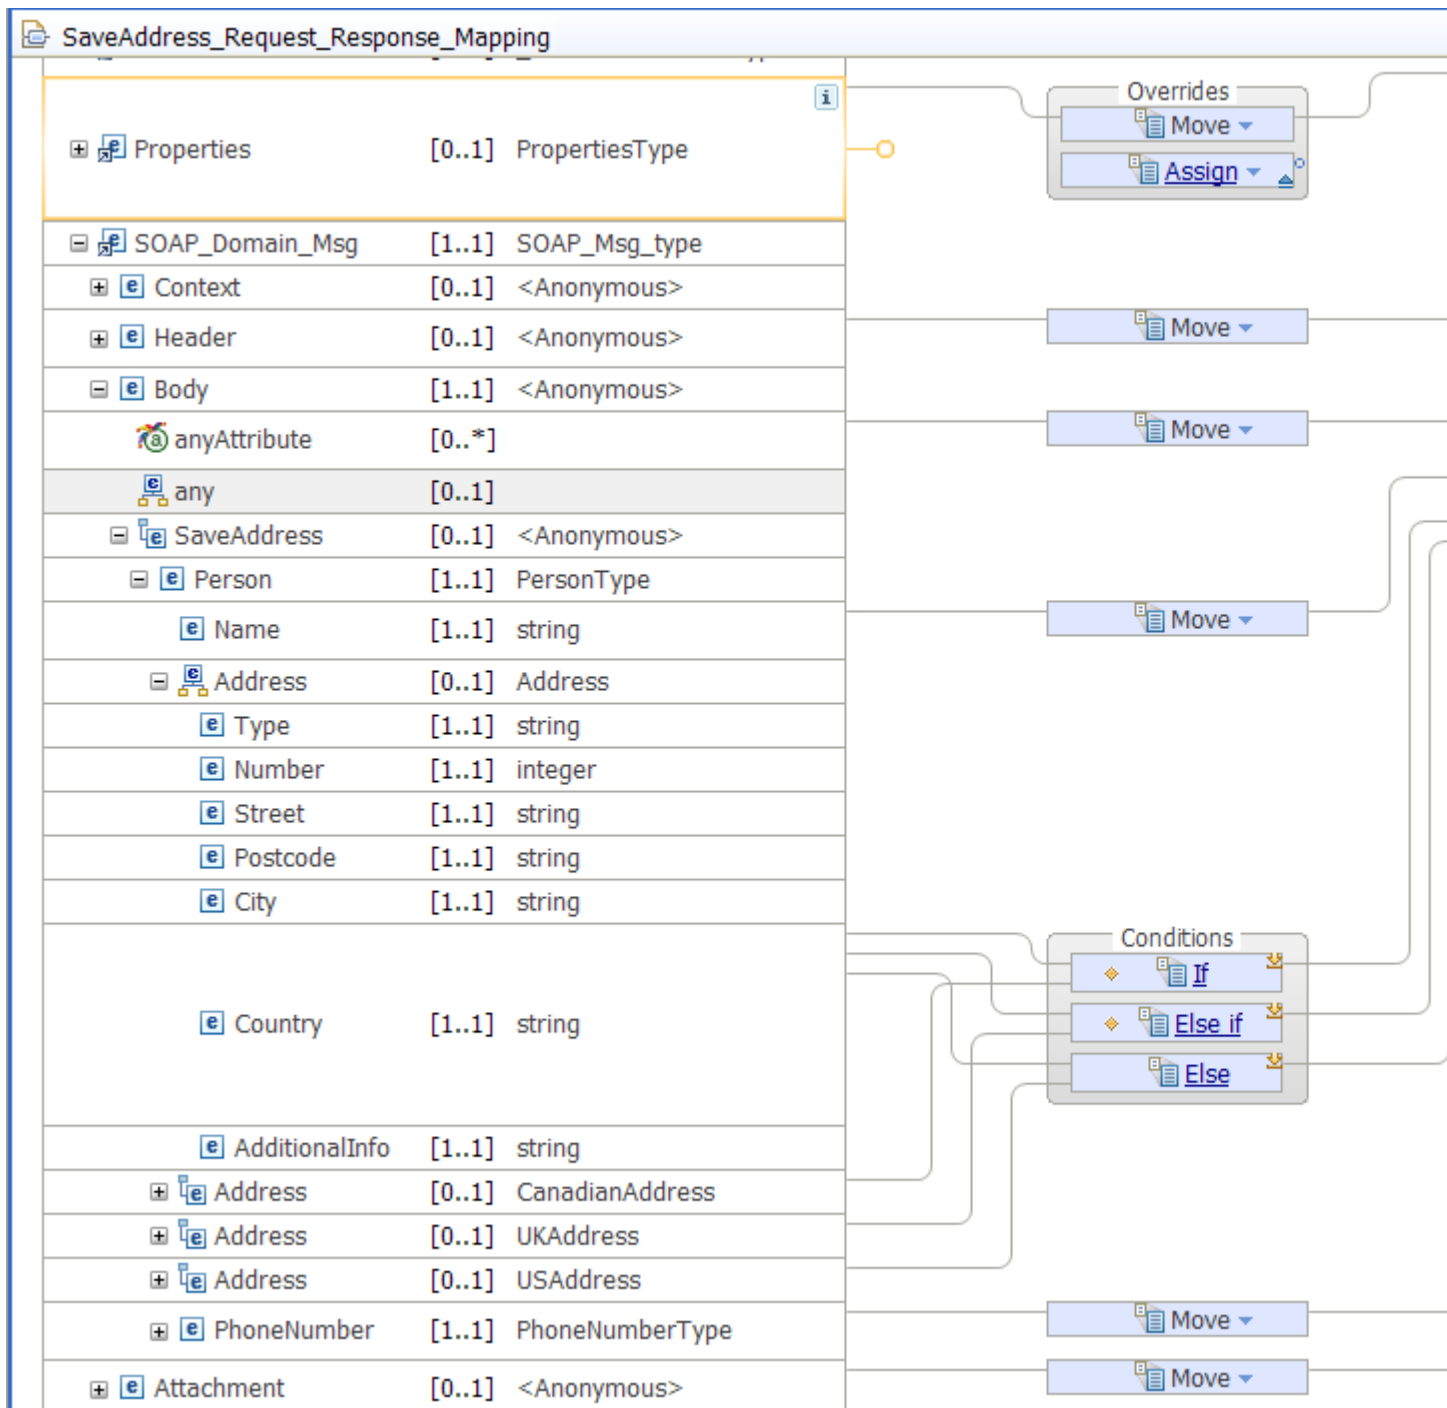 SaveAddress_Request_Response_Mapping
Overrides
Move
Properties [0..1] PropertiesType
Assign
SOAP_Domain_Msg [1..1] SOAP_Msg_type
Context [0..1] <Anonymous>
Header [0..1] <Anonymous> Move
Body [1..1] <Anonymous>
anyAttribute [0..*] Move
any [0..1]
SaveAddress [0..1] <Anonymous>
Person [1..1] PersonType
Name [1..1] string Move
Address [0..1] Address
Type [1..1] string
Number [1..1] integer
Street [1..1] string
Postcode [1..1] string
City [1..1] string
Conditions
If
Country [1..1] string Else if
Else
AdditionalInfo [1..1] string
Address [0..1] CanadianAddress
Address [0..1] UKAddress
Address [0..1] USAddress
PhoneNumber [1..1] PhoneNumberType Move
Attachment [0..1] <Anonymous> Move